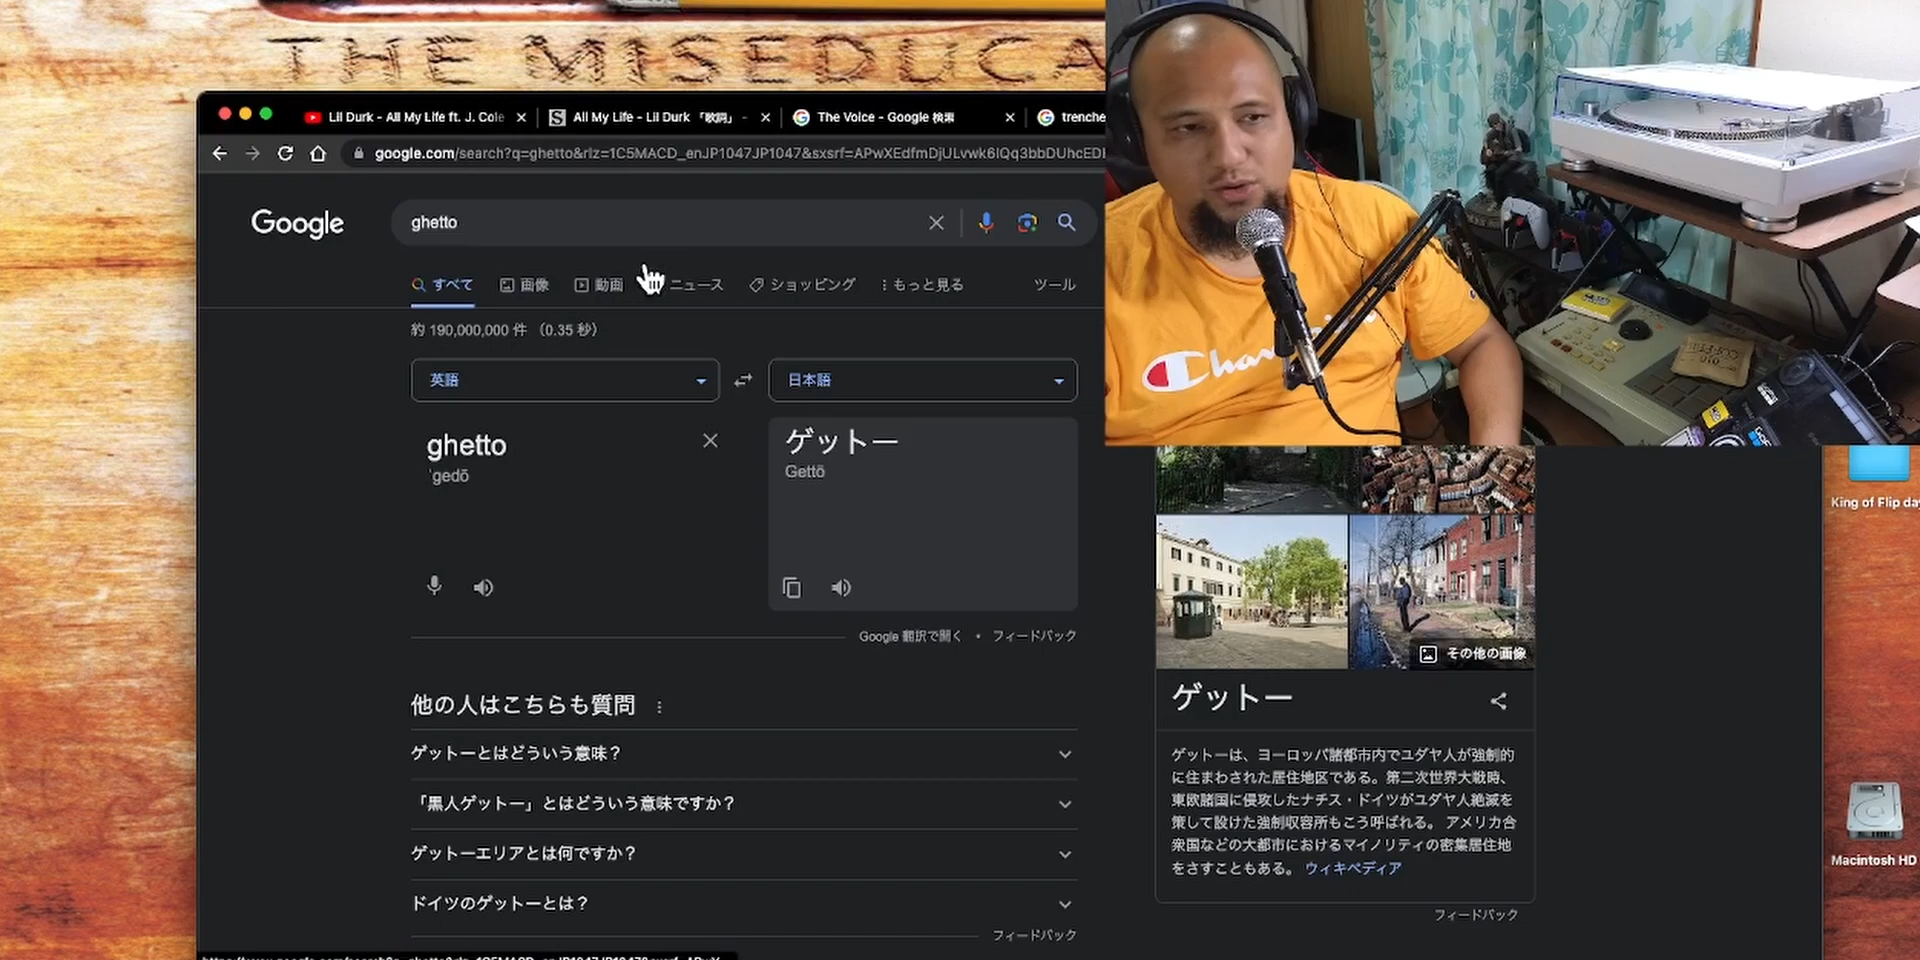 THE MISEDUCA
Lil Durk - All My Life ft. J. Cole
All My Life - Lil Durk 「歌詞」 -
The Voice - Google 検索
trenche
google.com/search?q=ghetto&rlz=1C5MACD_enJP1047JP1047&sxsrf=APwXEdfmDjULvwk6lQq3bbDUhcEDI
Google
ghetto
すべて
画像
動画
ニュース
ショッピング
もっと見る
ツール
約 190,000,000 件 (0.35 秒)
英語
日本語
ghetto
ˈgedō
ゲットー
Gettō
Google 翻訳で開く • フィードバック
他の人はこちらも質問
ゲットーとはどういう意味？
「黒人ゲットー」とはどういう意味ですか？
ゲットーエリアとは何ですか？
ドイツのゲットーとは？
フィードバック
Champion
その他の画像
ゲットー
ゲットーは、ヨーロッパ諸都市内でユダヤ人が強制的
に住まわされた居住地区である。第二次世界大戦時、
東欧諸国に侵攻したナチス・ドイツがユダヤ人絶滅を
策して設けた強制収容所もこう呼ばれる。 アメリカ合
衆国などの大都市におけるマイノリティの密集居住地
をさすこともある。 ウィキペディア
フィードバック
King of Flip da
Macintosh HD